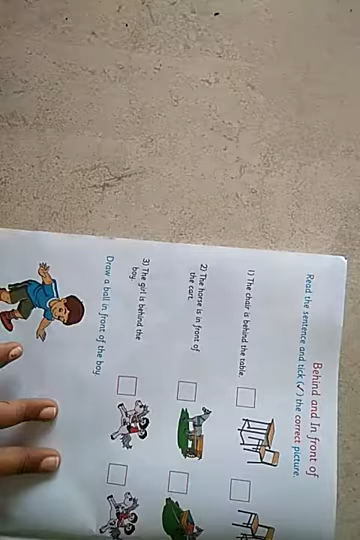 Behind and In front of
Read the sentence and tick (✓) the correct picture.
1) The chair is behind the table.
2) The horse is in front of
the cart.
3) The girl is behind the
boy.
Draw a ball in front of the boy